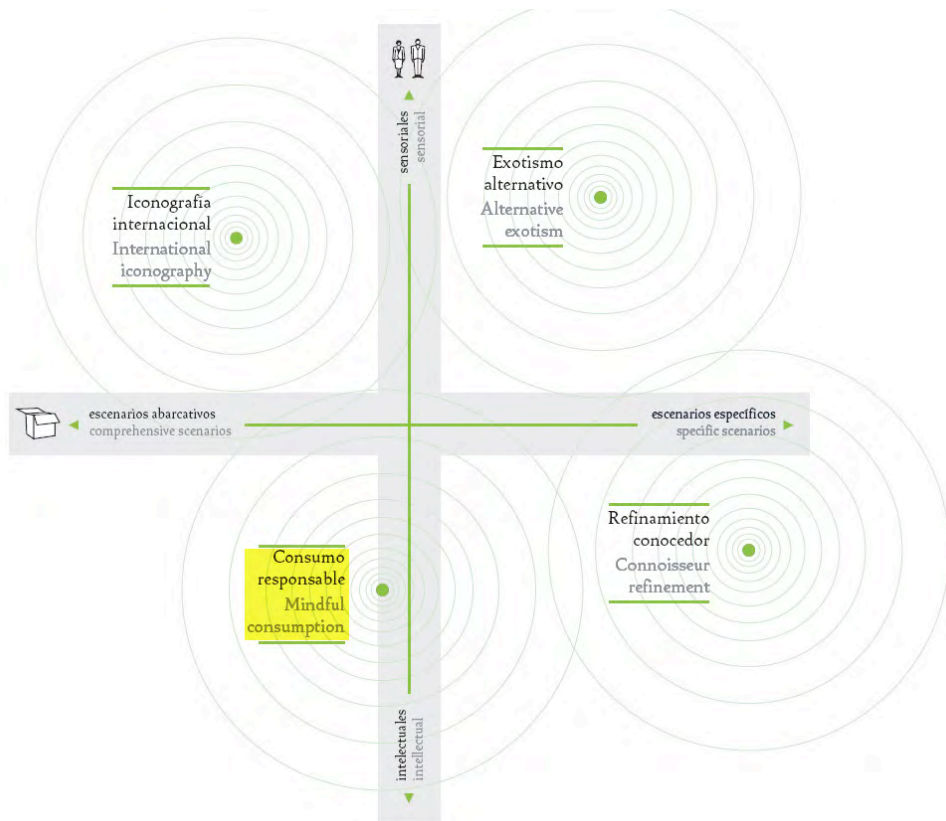 sensoriales
sensorial
Exotismo
alternativo
Alternative
exotism
Iconografía
internacional
International
iconography
escenarios abarcativos
comprehensive scenarios
escenarios específicos
specific scenarios
Refinamiento
conocedor
Connoisseur
refinement
Consumo
responsable
Mindful
consumption
intelectuales
intellectual